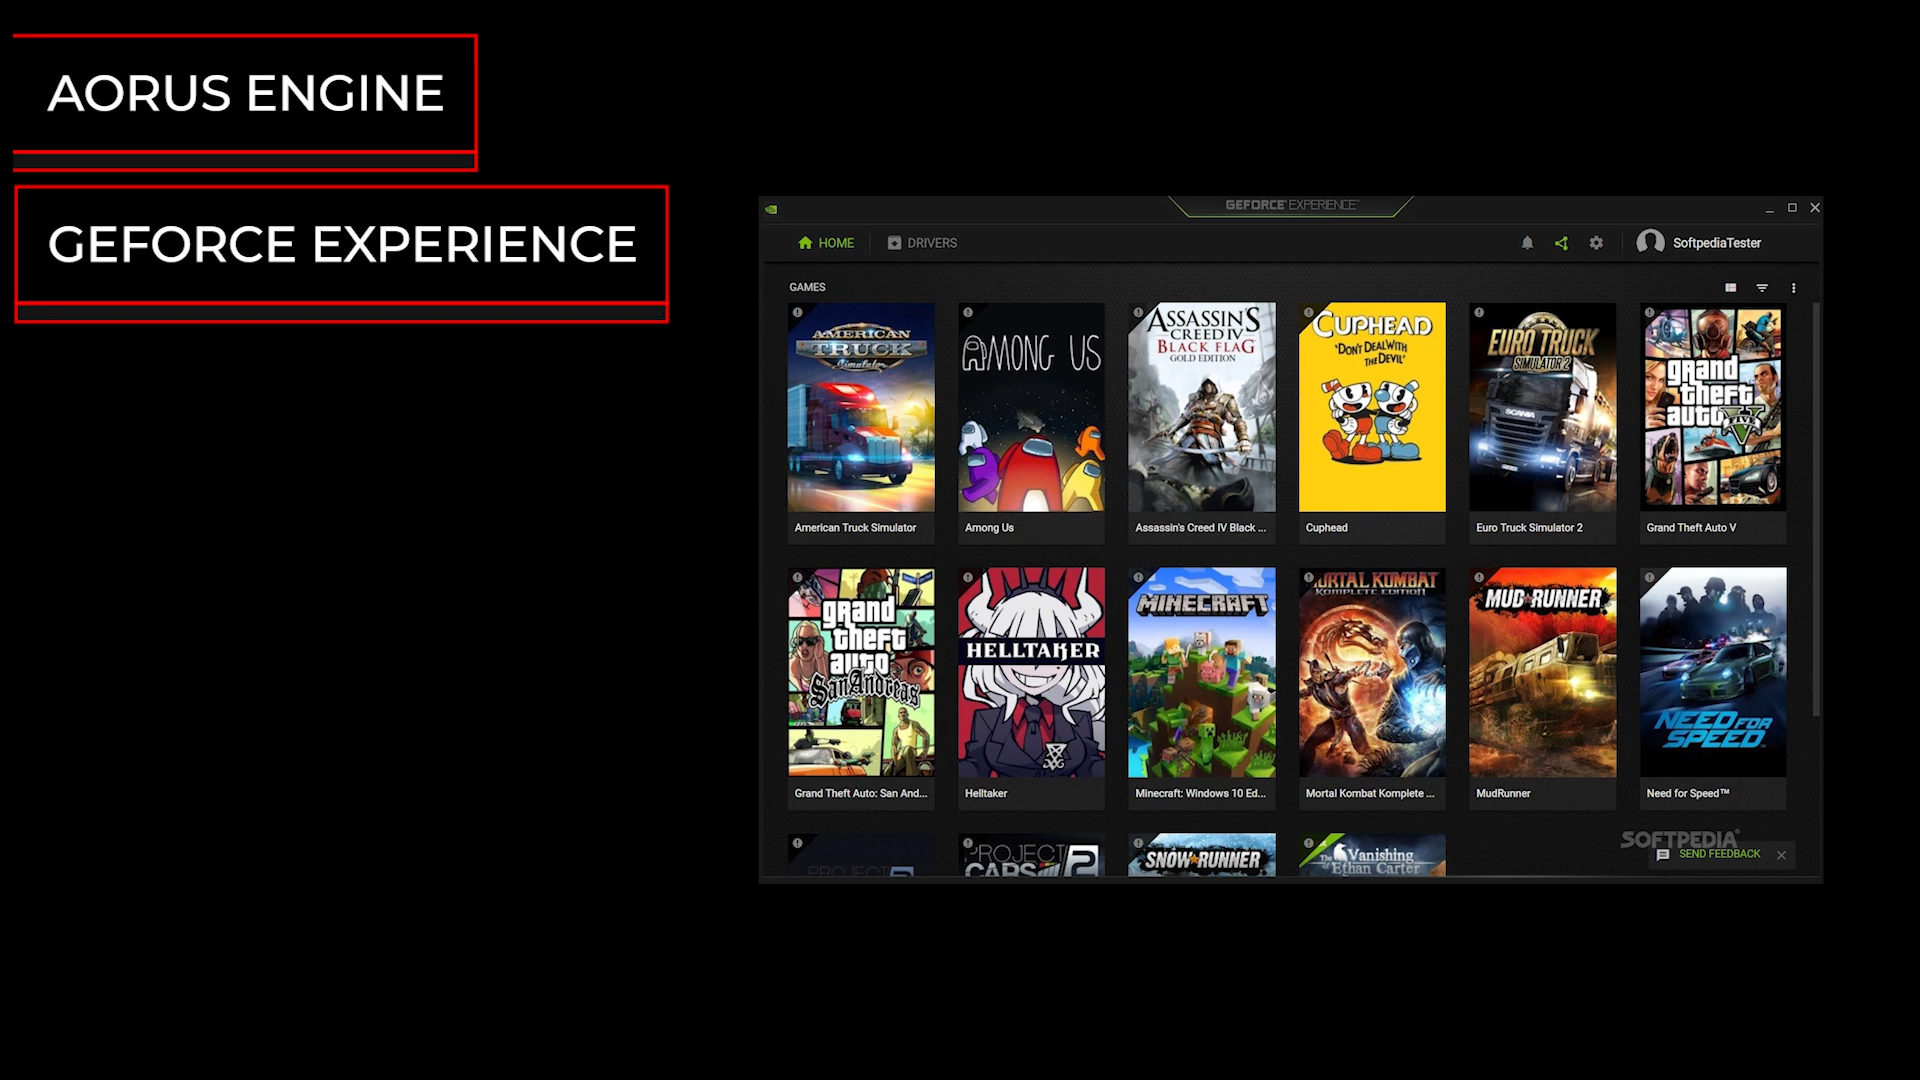 AORUS ENGINE
GEFORCE EXPERIENCE
GEFORCE EXPERIENCE
HOME
DRIVERS
SoftpediaTester
GAMES
AMERICAN
TRUCK
Simulator
AMONG US
ASSASSIN'S
CREED IV
BLACK FLAG
GOLD EDITION
CUPHEAD
"DON'T DEAL WITH
THE DEVIL"
EURO TRUCK
SIMULATOR 2
SCANIA
grand
theft
auto
V
American Truck Simulator
Among Us
Assassin's Creed IV Black ...
Cuphead
Euro Truck Simulator 2
Grand Theft Auto V
grand
theft
auto
San Andreas
HELLTAKER
MINECRAFT
MORTAL KOMBAT
KOMPLETE EDITION
MUDRUNNER
NEED FOR
SPEED
Grand Theft Auto: San And...
Helltaker
Minecraft: Windows 10 Ed...
Mortal Kombat Komplete ...
MudRunner
Need for Speed™
PROJECT
PROJECT
CARS 2
SNOWRUNNER
The Vanishing
of Ethan Carter
SOFTPEDIA
SEND FEEDBACK